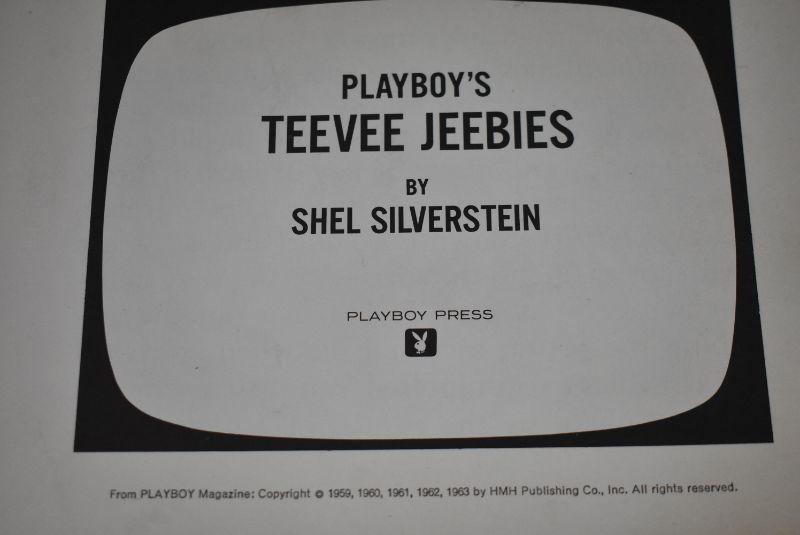 PLAYBOY'S
TEEVEE JEEBIES
BY
SHEL SILVERSTEIN
PLAYBOY PRESS
From PLAYBOY Magazine: Copyright © 1959, 1960, 1961, 1962, 1963 by HMH Publishing Co., Inc. All rights reserved.